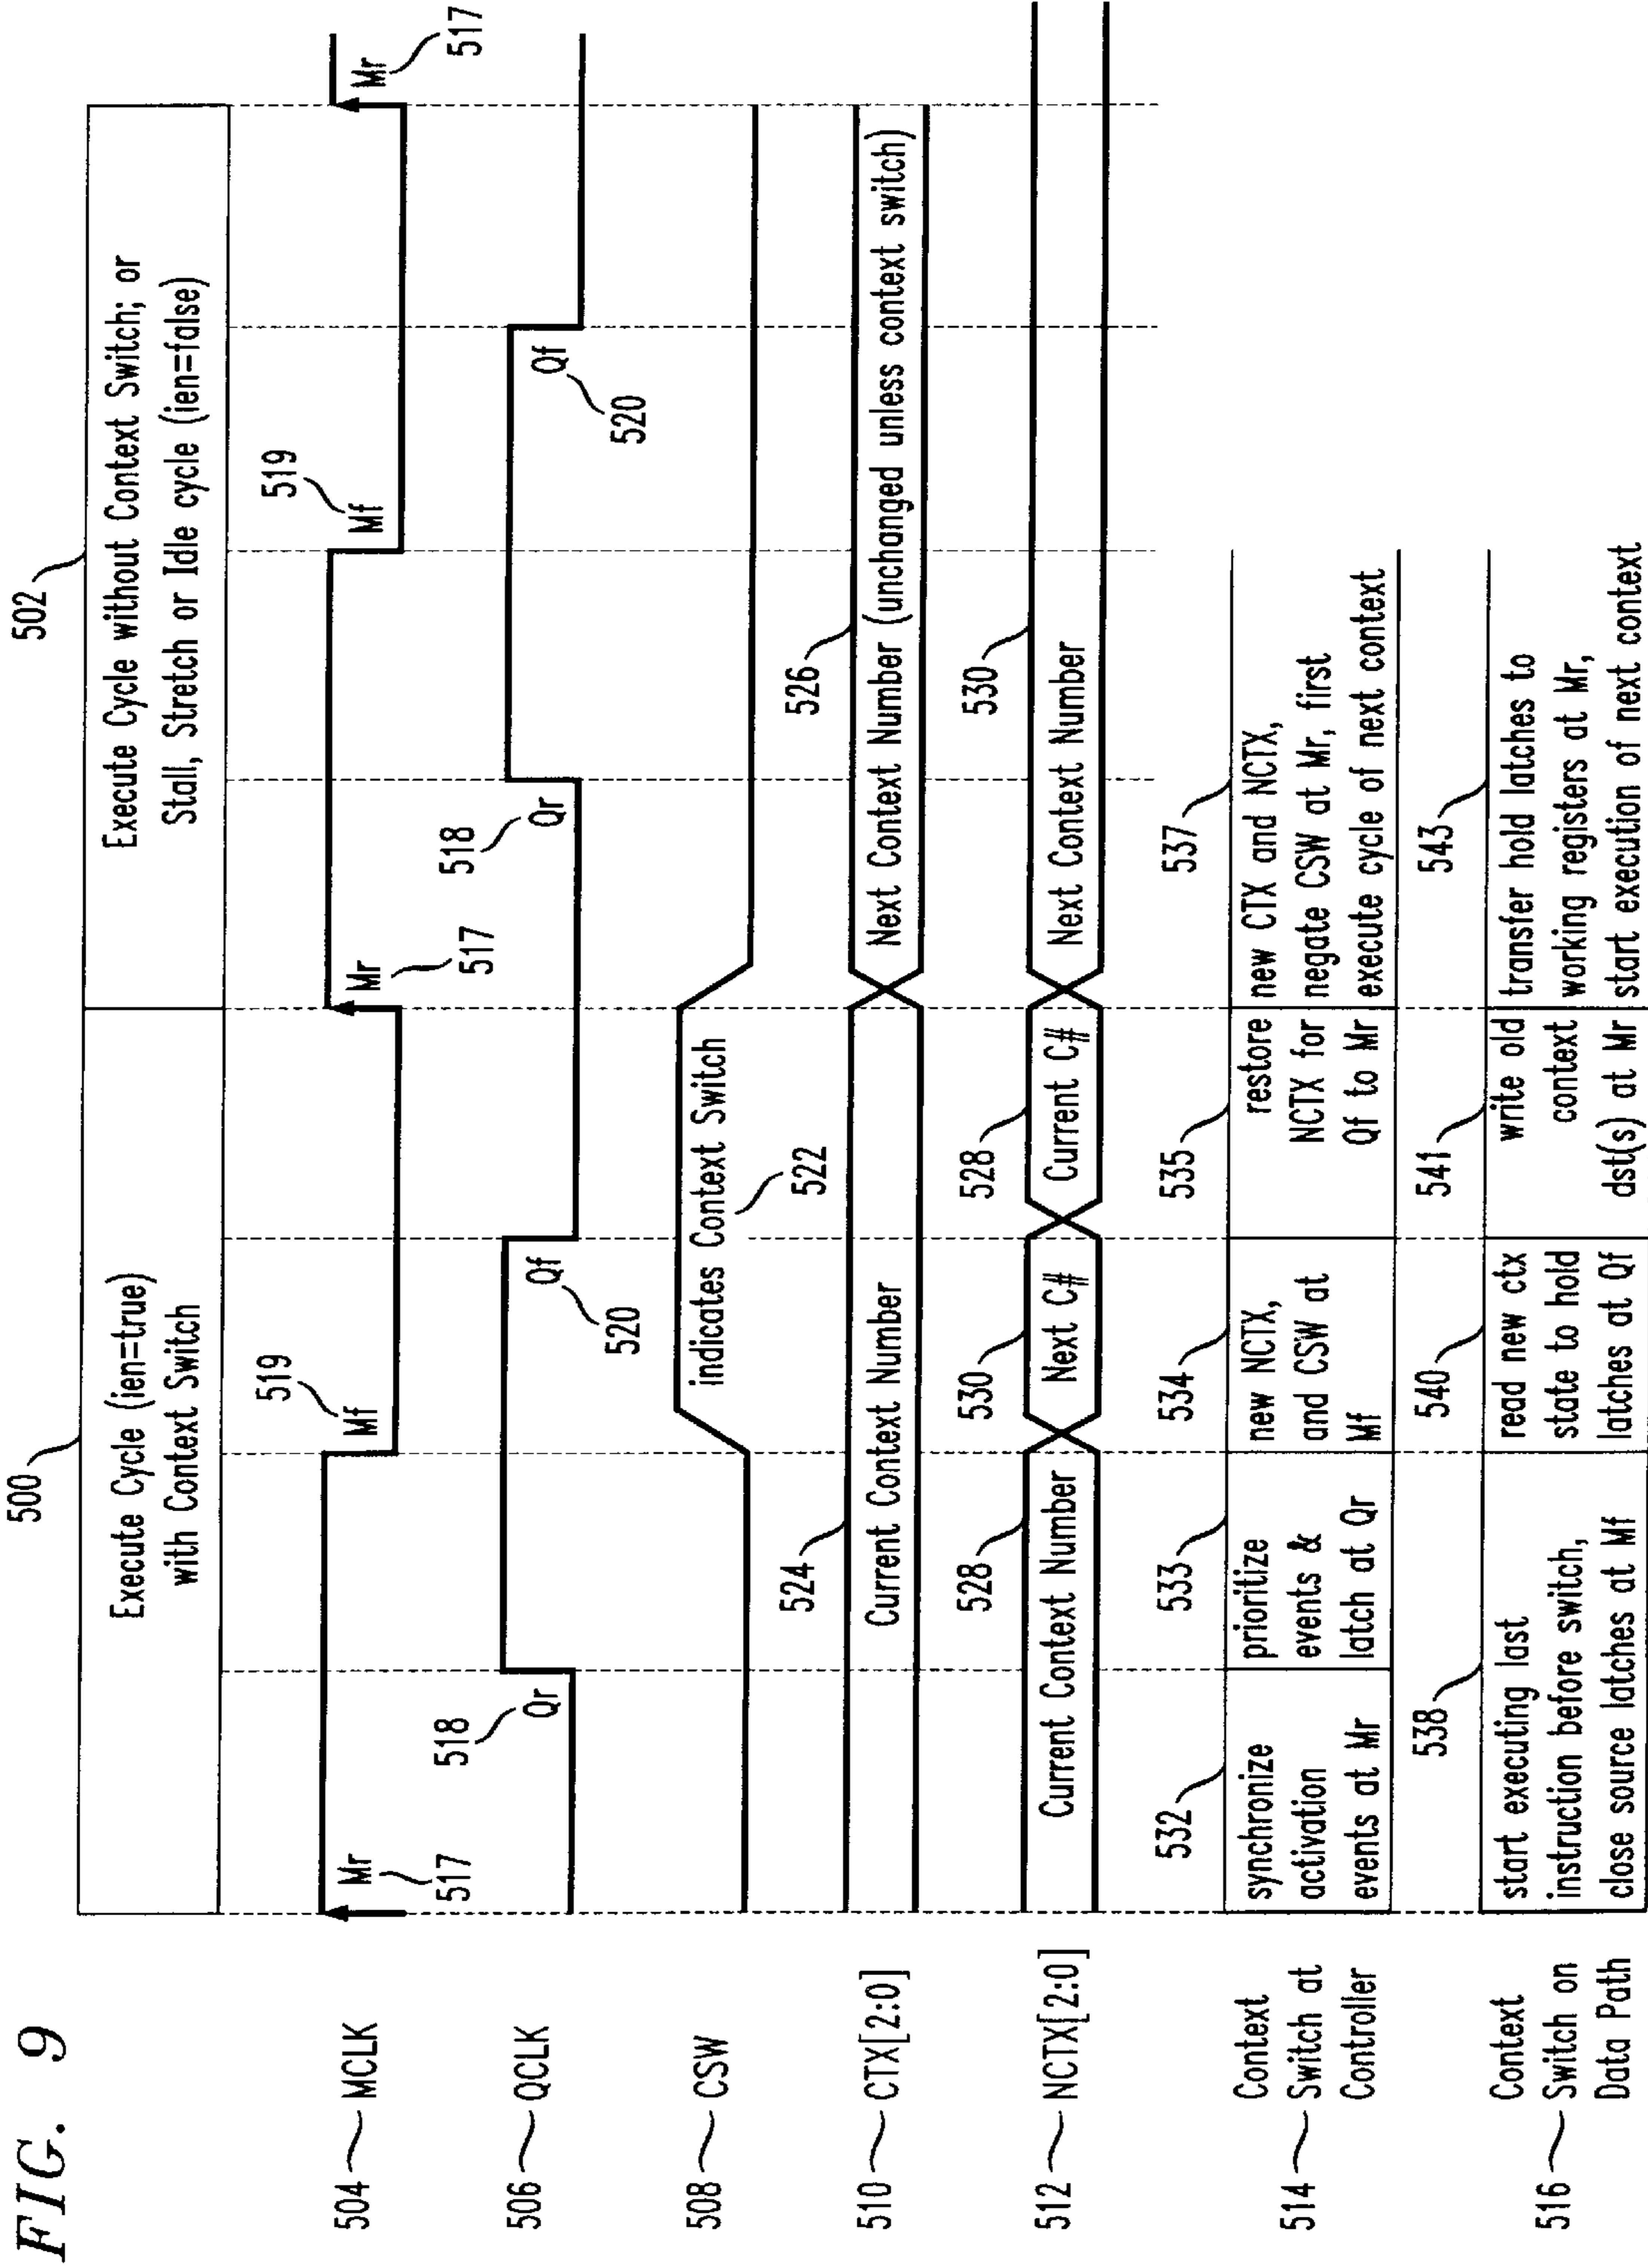 FIG. 9
500
502
Execute Cycle (ien=true)
with Context Switch
Execute Cycle without Context Switch; or
Stall, Stretch or Idle cycle (ien=false)
504 MCLK
Mr
517
Mf
519
Mr
517
Mf
519
Mr
517
506 QCLK
518
Qr
Qf
520
518
Qr
Qf
520
508 CSW
indicates Context Switch
522
510 CTX[2:0]
524
Current Context Number
526
Next Context Number (unchanged unless context switch)
512 NCTX[2:0]
528
Current Context Number
530
Next C#
528
Current C#
530
Next Context Number
514
Context
Switch at
Controller
532
synchronize
activation
events at Mr
533
prioritize
events &
latch at Qr
534
new NCTX,
and CSW at
Mf
535
restore
NCTX for
Qf to Mr
537
new CTX and NCTX,
negate CSW at Mr, first
execute cycle of next context
516
Context
Switch on
Data Path
538
start executing last
instruction before switch,
close source latches at Mf
540
read new ctx
state to hold
latches at Qf
541
write old
context
dst(s) at Mr
543
transfer hold latches to
working registers at Mr,
start execution of next context